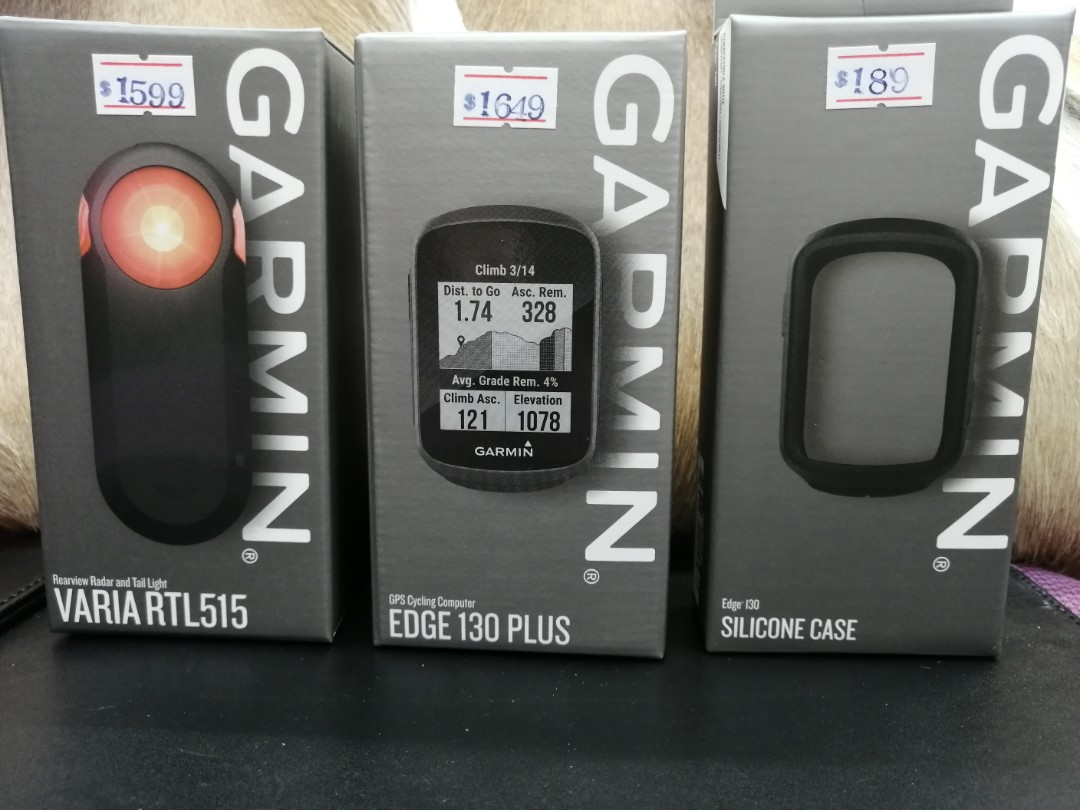 $1599
GARMIN®
Rearview Radar and Tail Light
VARIA RTL515
$1649
GARMIN®
Climb 3/14
Dist. to Go Asc. Rem.
1.74 328
Avg. Grade Rem. 4%
Climb Asc. Elevation
121 1078
GARMIN
GPS Cycling Computer
EDGE 130 PLUS
$189
GARMIN®
Edge® 130
SILICONE CASE